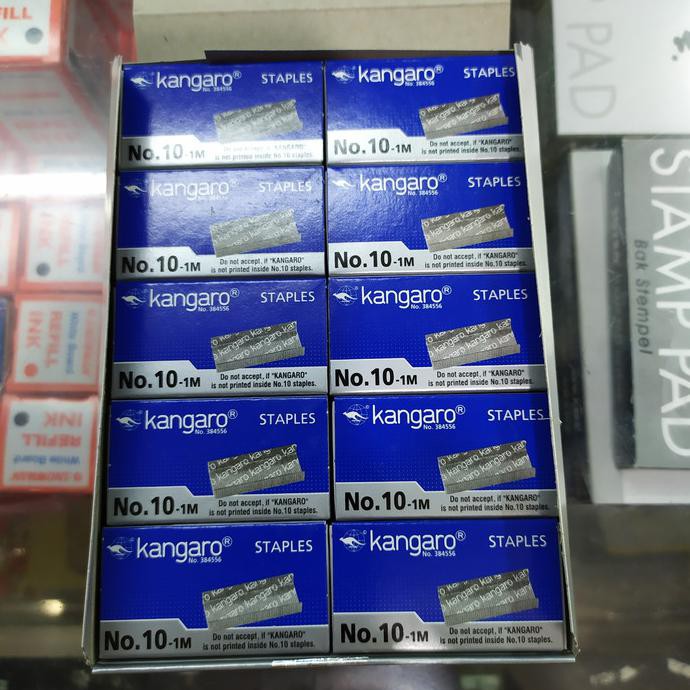 kangaro® STAPLES
No. 384556
No.10-1M
Do not accept, if "KANGARO"
is not printed inside No.10 staples.
kangaro® STAPLES
No. 384556
No.10-1M
Do not accept, if "KANGARO"
is not printed inside No.10 staples.
kangaro® STAPLES
No. 384556
No.10-1M
Do not accept, if "KANGARO"
is not printed inside No.10 staples.
kangaro® STAPLES
No. 384556
No.10-1M
Do not accept, if "KANGARO"
is not printed inside No.10 staples.
kangaro® STAPLES
No. 384556
No.10-1M
Do not accept, if "KANGARO"
is not printed inside No.10 staples.
kangaro® STAPLES
No. 384556
No.10-1M
Do not accept, if "KANGARO"
is not printed inside No.10 staples.
kangaro® STAPLES
No. 384556
No.10-1M
Do not accept, if "KANGARO"
is not printed inside No.10 staples.
kangaro® STAPLES
No. 384556
No.10-1M
Do not accept, if "KANGARO"
is not printed inside No.10 staples.
kangaro® STAPLES
No. 384556
No.10-1M
Do not accept, if "KANGARO"
is not printed inside No.10 staples.
kangaro® STAPLES
No. 384556
No.10-1M
Do not accept, if "KANGARO"
is not printed inside No.10 staples.
SNOWMAN
White Board
REFILL
INK
White Board
REFILL
INK
PAD
STAMP PAD
Bak Stempel